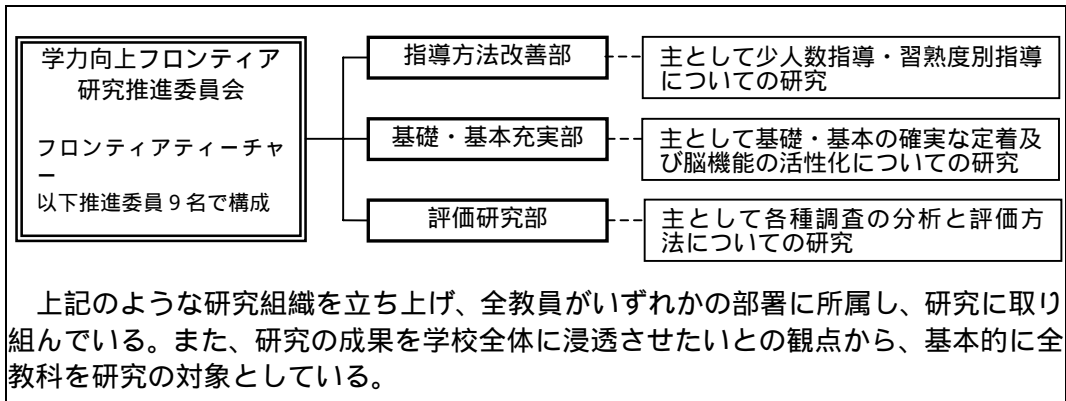 学力向上フロンティア
研究推進委員会
フロンティアティーチャ
ー
以下推進委員９名で構成
指導方法改善部
主として少人数指導・習熟度別指導
についての研究
基礎・基本充実部
主として基礎・基本の確実な定着及
び脳機能の活性化についての研究
評価研究部
主として各種調査の分析と評価方
法についての研究
上記のような研究組織を立ち上げ、全教員がいずれかの部署に所属し、研究に取り
組んでいる。また、研究の成果を学校全体に浸透させたいとの観点から、基本的に全
教科を研究の対象としている。